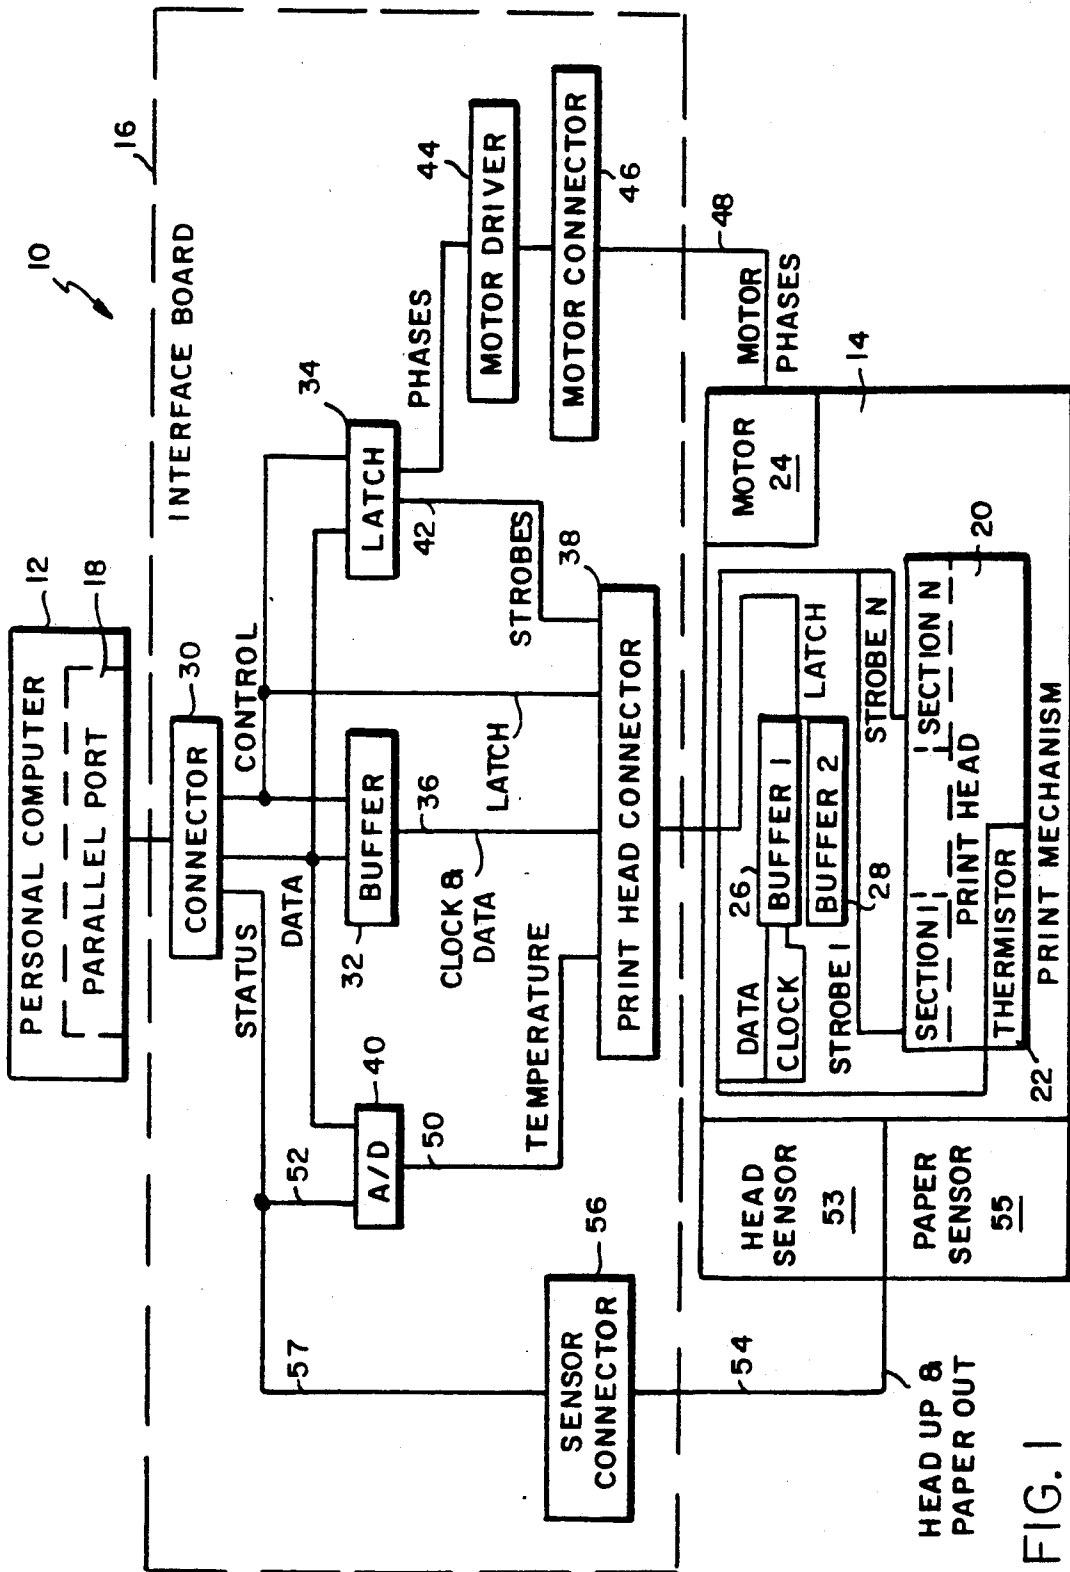 10
PERSONAL COMPUTER
12
PARALLEL PORT
18
16
INTERFACE BOARD
CONNECTOR
30
STATUS
DATA
CONTROL
52
A/D
40
50
BUFFER
32
36
LATCH
34
42
PHASES
MOTOR DRIVER
44
MOTOR CONNECTOR
46
57
SENSOR
CONNECTOR
56
TEMPERATURE
CLOCK &
DATA
LATCH
STROBES
PRINT HEAD CONNECTOR
38
54
48
MOTOR
PHASES
HEAD UP &
PAPER OUT
HEAD
SENSOR
53
PAPER
SENSOR
55
DATA
CLOCK
STROBE 1
26
BUFFER 1
BUFFER 2
28
LATCH
STROBE N
MOTOR
24
14
SECTION 1
SECTION N
PRINT HEAD
20
THERMISTOR
22
PRINT MECHANISM
FIG. 1